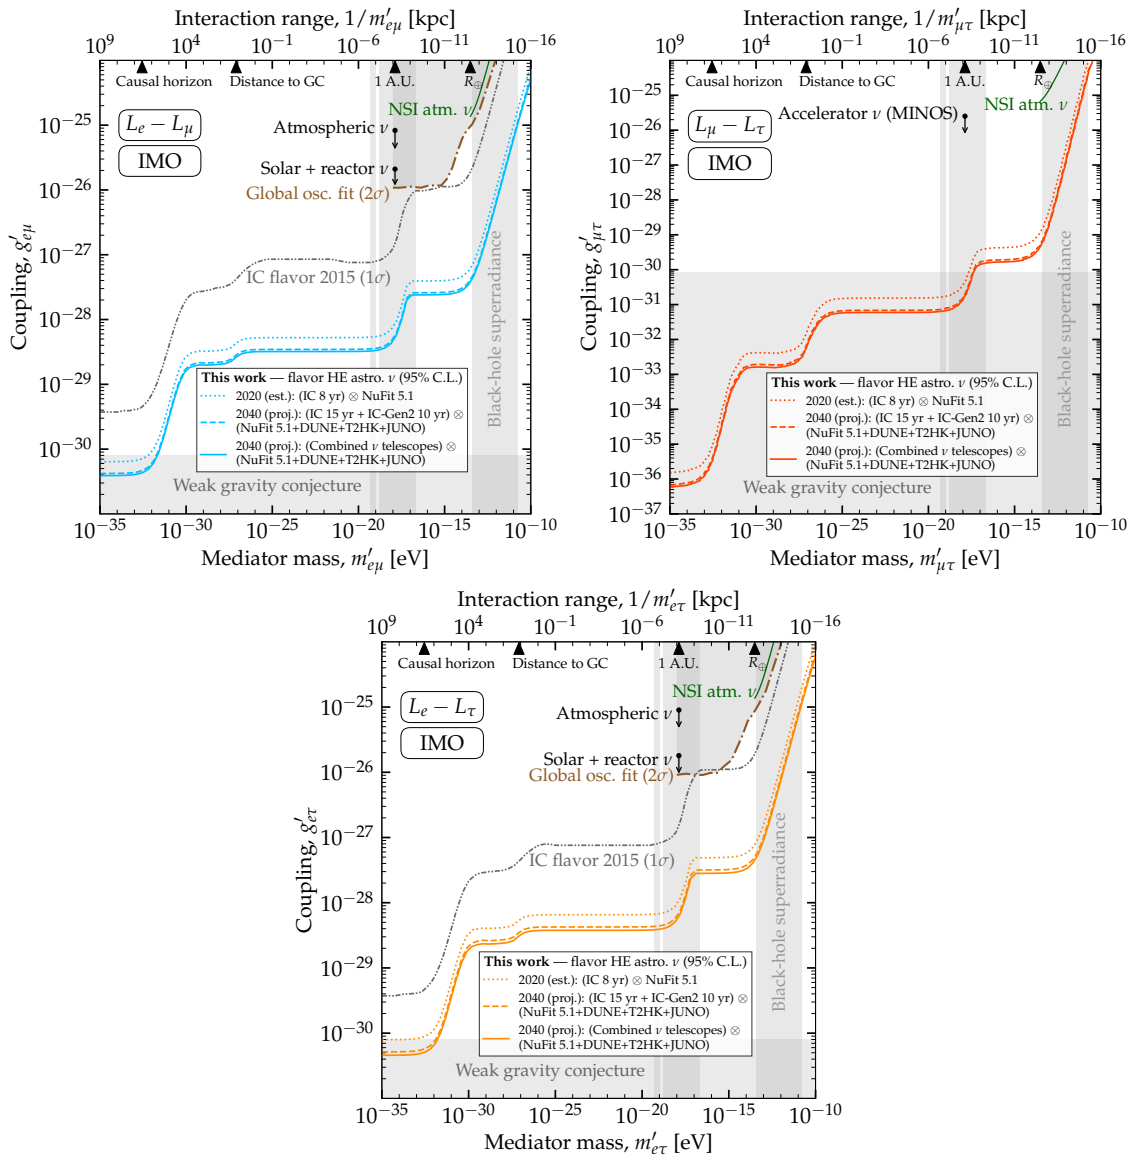 Interaction range, 1/m′eμ [kpc]
10^9 10^4 10^−1 10^−6 10^−11 10^−16
Causal horizon Distance to GC 1 A.U. R⊕
NSI atm. ν
Le − Lμ
IMO
Atmospheric ν
Solar + reactor ν
Global osc. fit (2σ)
IC flavor 2015 (1σ)
Black-hole superradiance
This work — flavor HE astro. ν (95% C.L.)
2020 (est.): (IC 8 yr) ⊗ NuFit 5.1
2040 (proj.): (IC 15 yr + IC-Gen2 10 yr) ⊗
(NuFit 5.1+DUNE+T2HK+JUNO)
2040 (proj.): (Combined ν telescopes) ⊗
(NuFit 5.1+DUNE+T2HK+JUNO)
Weak gravity conjecture
Coupling, g′eμ
10^−25
10^−26
10^−27
10^−28
10^−29
10^−30
10^−35 10^−30 10^−25 10^−20 10^−15 10^−10
Mediator mass, m′eμ [eV]
Interaction range, 1/m′μτ [kpc]
10^9 10^4 10^−1 10^−6 10^−11 10^−16
Causal horizon Distance to GC 1 A.U. R⊕
NSI atm. ν
Accelerator ν (MINOS)
Lμ − Lτ
IMO
Black-hole superradiance
This work — flavor HE astro. ν (95% C.L.)
2020 (est.): (IC 8 yr) ⊗ NuFit 5.1
2040 (proj.): (IC 15 yr + IC-Gen2 10 yr) ⊗
(NuFit 5.1+DUNE+T2HK+JUNO)
2040 (proj.): (Combined ν telescopes) ⊗
(NuFit 5.1+DUNE+T2HK+JUNO)
Weak gravity conjecture
Coupling, g′μτ
10^−25
10^−26
10^−27
10^−28
10^−29
10^−30
10^−31
10^−32
10^−33
10^−34
10^−35
10^−36
10^−37
10^−35 10^−30 10^−25 10^−20 10^−15 10^−10
Mediator mass, m′μτ [eV]
Interaction range, 1/m′eτ [kpc]
10^9 10^4 10^−1 10^−6 10^−11 10^−16
Causal horizon Distance to GC 1 A.U. R⊕
NSI atm. ν
Le − Lτ
IMO
Atmospheric ν
Solar + reactor ν
Global osc. fit (2σ)
IC flavor 2015 (1σ)
Black-hole superradiance
This work — flavor HE astro. ν (95% C.L.)
2020 (est.): (IC 8 yr) ⊗ NuFit 5.1
2040 (proj.): (IC 15 yr + IC-Gen2 10 yr) ⊗
(NuFit 5.1+DUNE+T2HK+JUNO)
2040 (proj.): (Combined ν telescopes) ⊗
(NuFit 5.1+DUNE+T2HK+JUNO)
Weak gravity conjecture
Coupling, g′eτ
10^−25
10^−26
10^−27
10^−28
10^−29
10^−30
10^−35 10^−30 10^−25 10^−20 10^−15 10^−10
Mediator mass, m′eτ [eV]